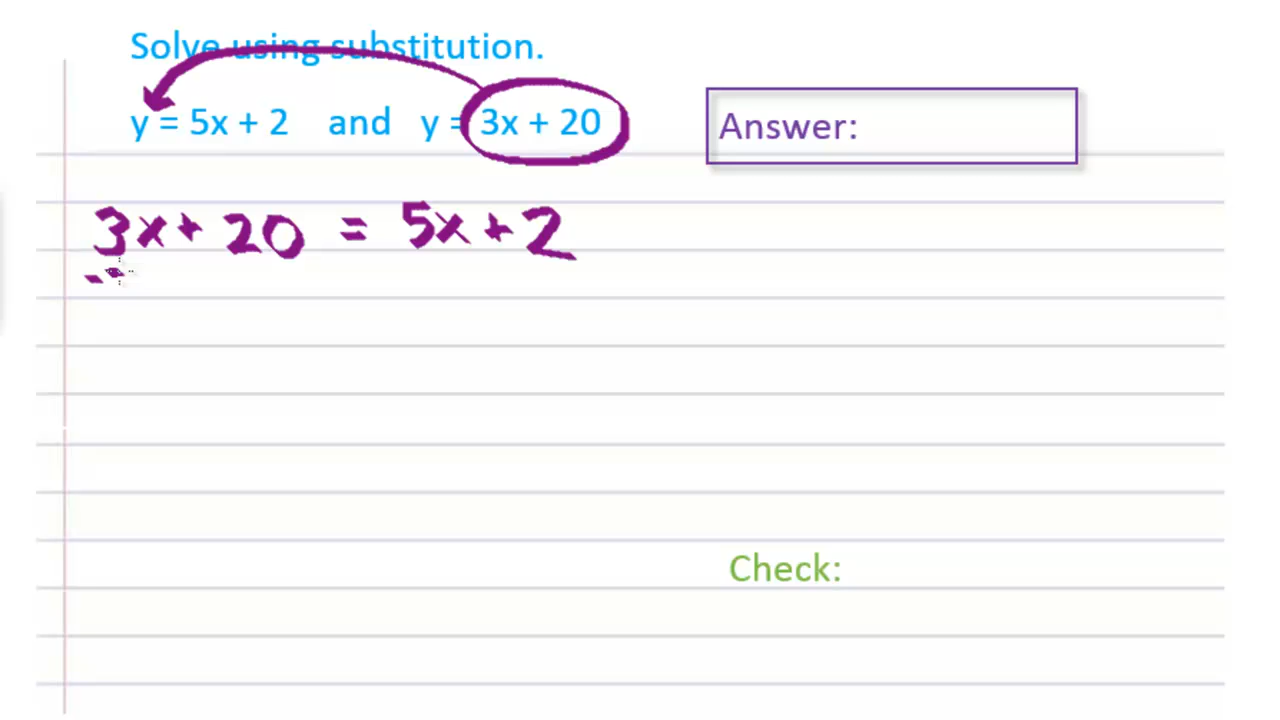 Solve using substitution.
y = 5x + 2 and y = 3x + 20
Answer:
3x + 20 = 5x + 2
Check: